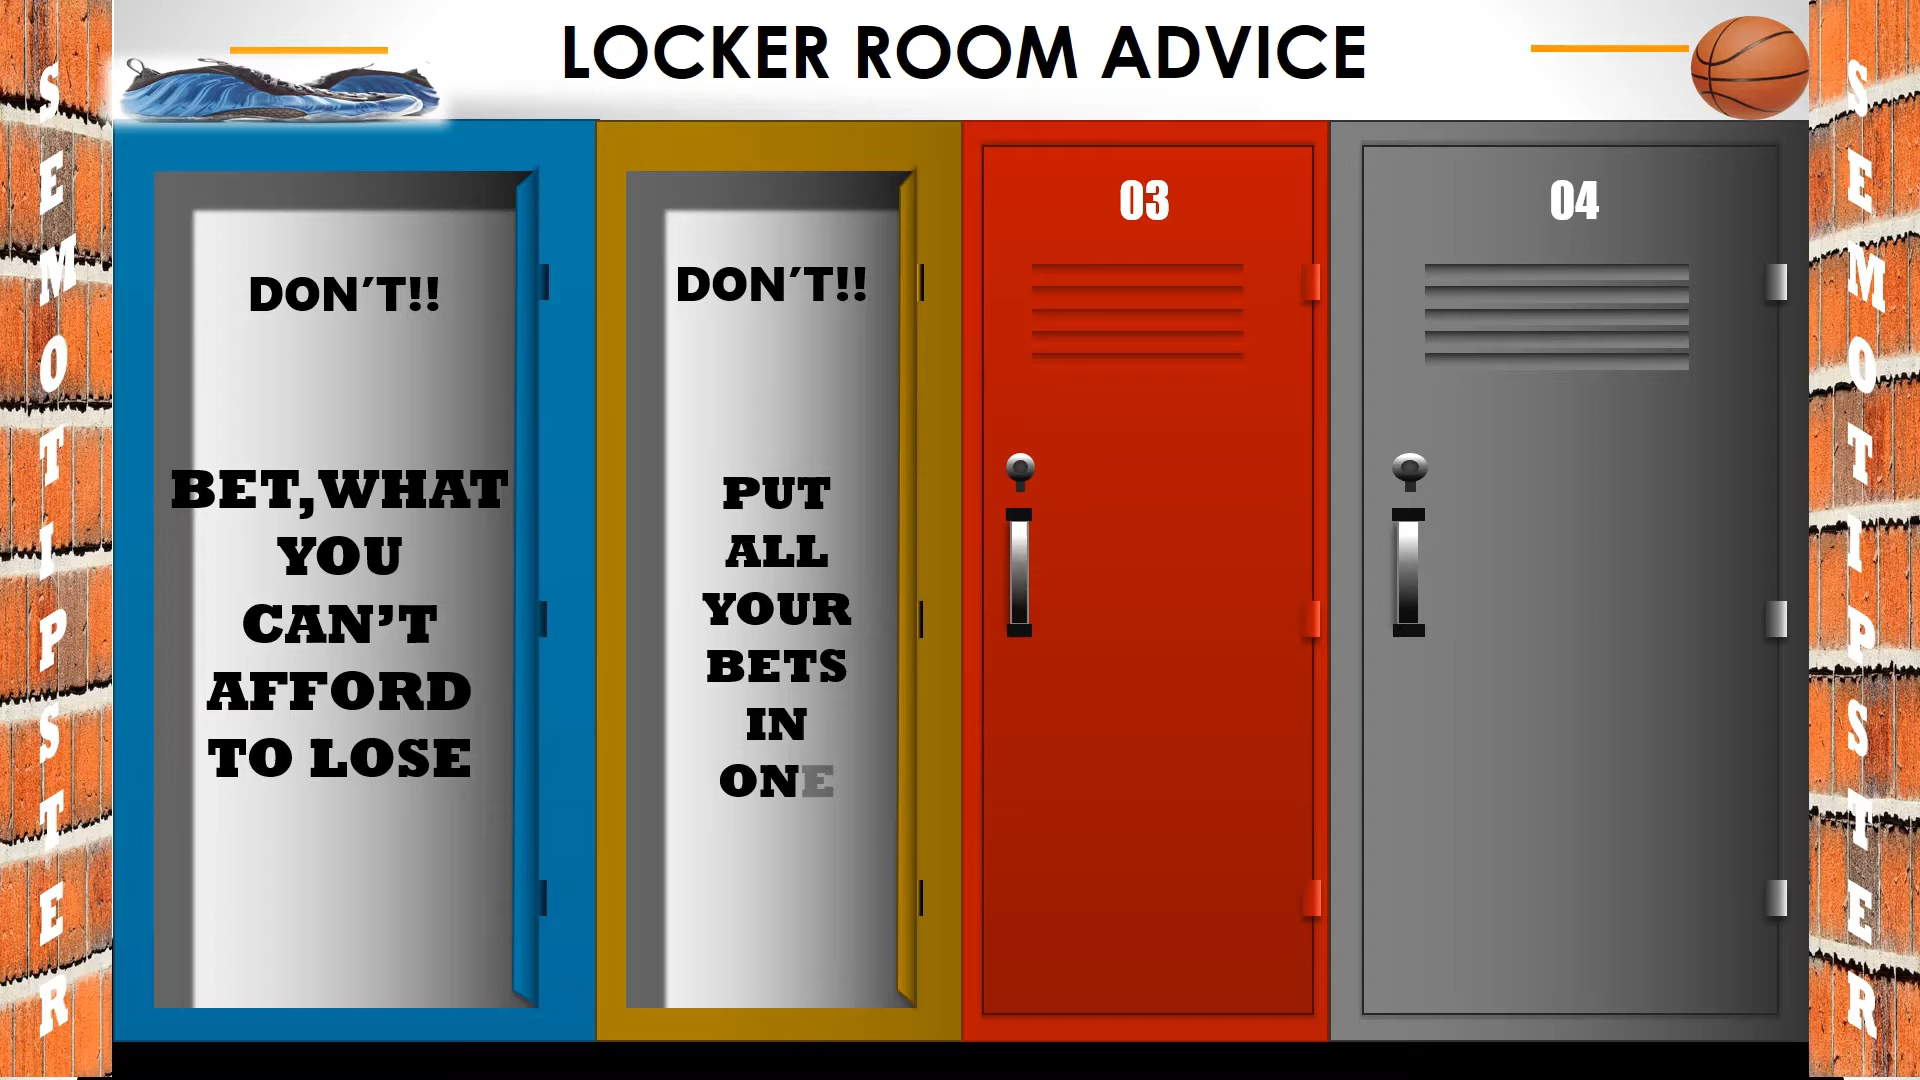 LOCKER ROOM ADVICE
SEMOTIPSTER
DON'T!!
BET,WHAT
YOU
CAN'T
AFFORD
TO LOSE
DON'T!!
PUT
ALL
YOUR
BETS
IN
ONE
03
04
SEMOTIPSTER